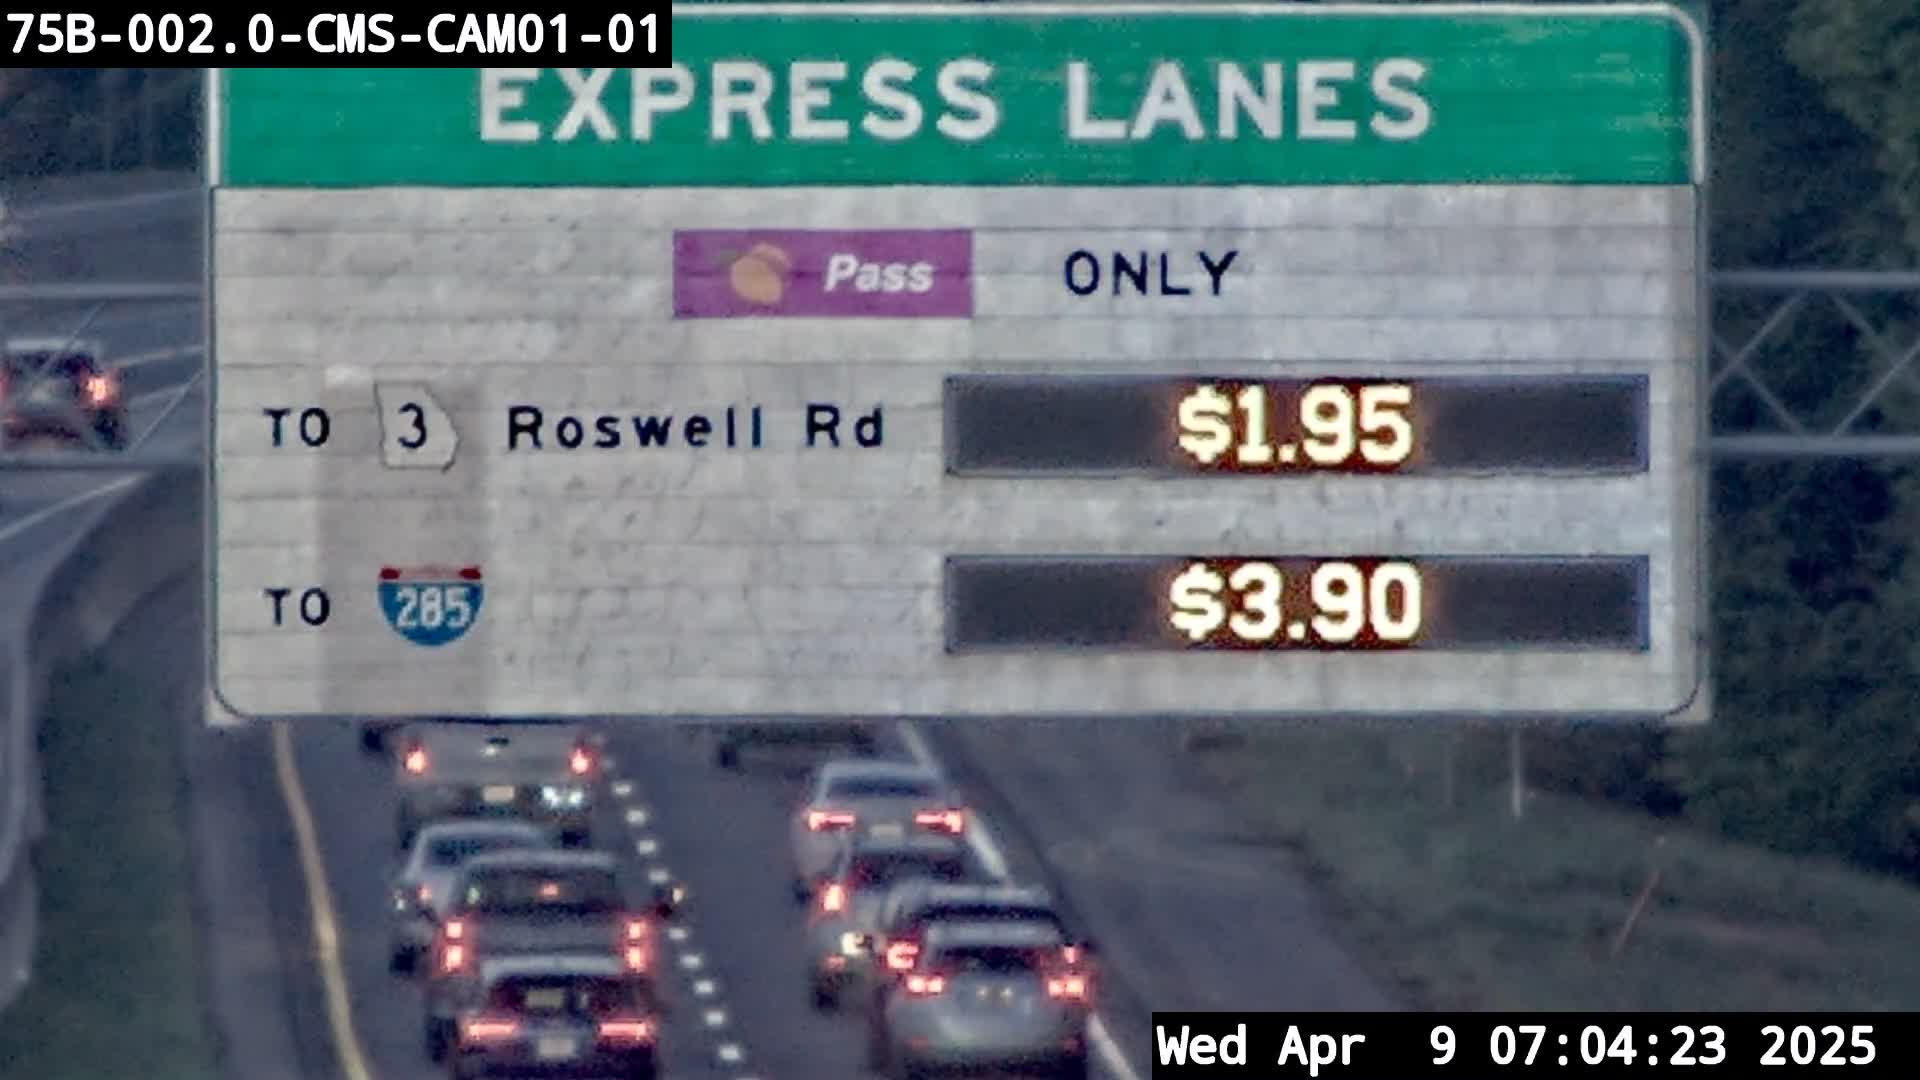 75B-002.0-CMS-CAM01-01
EXPRESS LANES
Pass ONLY
TO 3 Roswell Rd $1.95
TO 285 $3.90
Wed Apr 9 07:04:23 2025